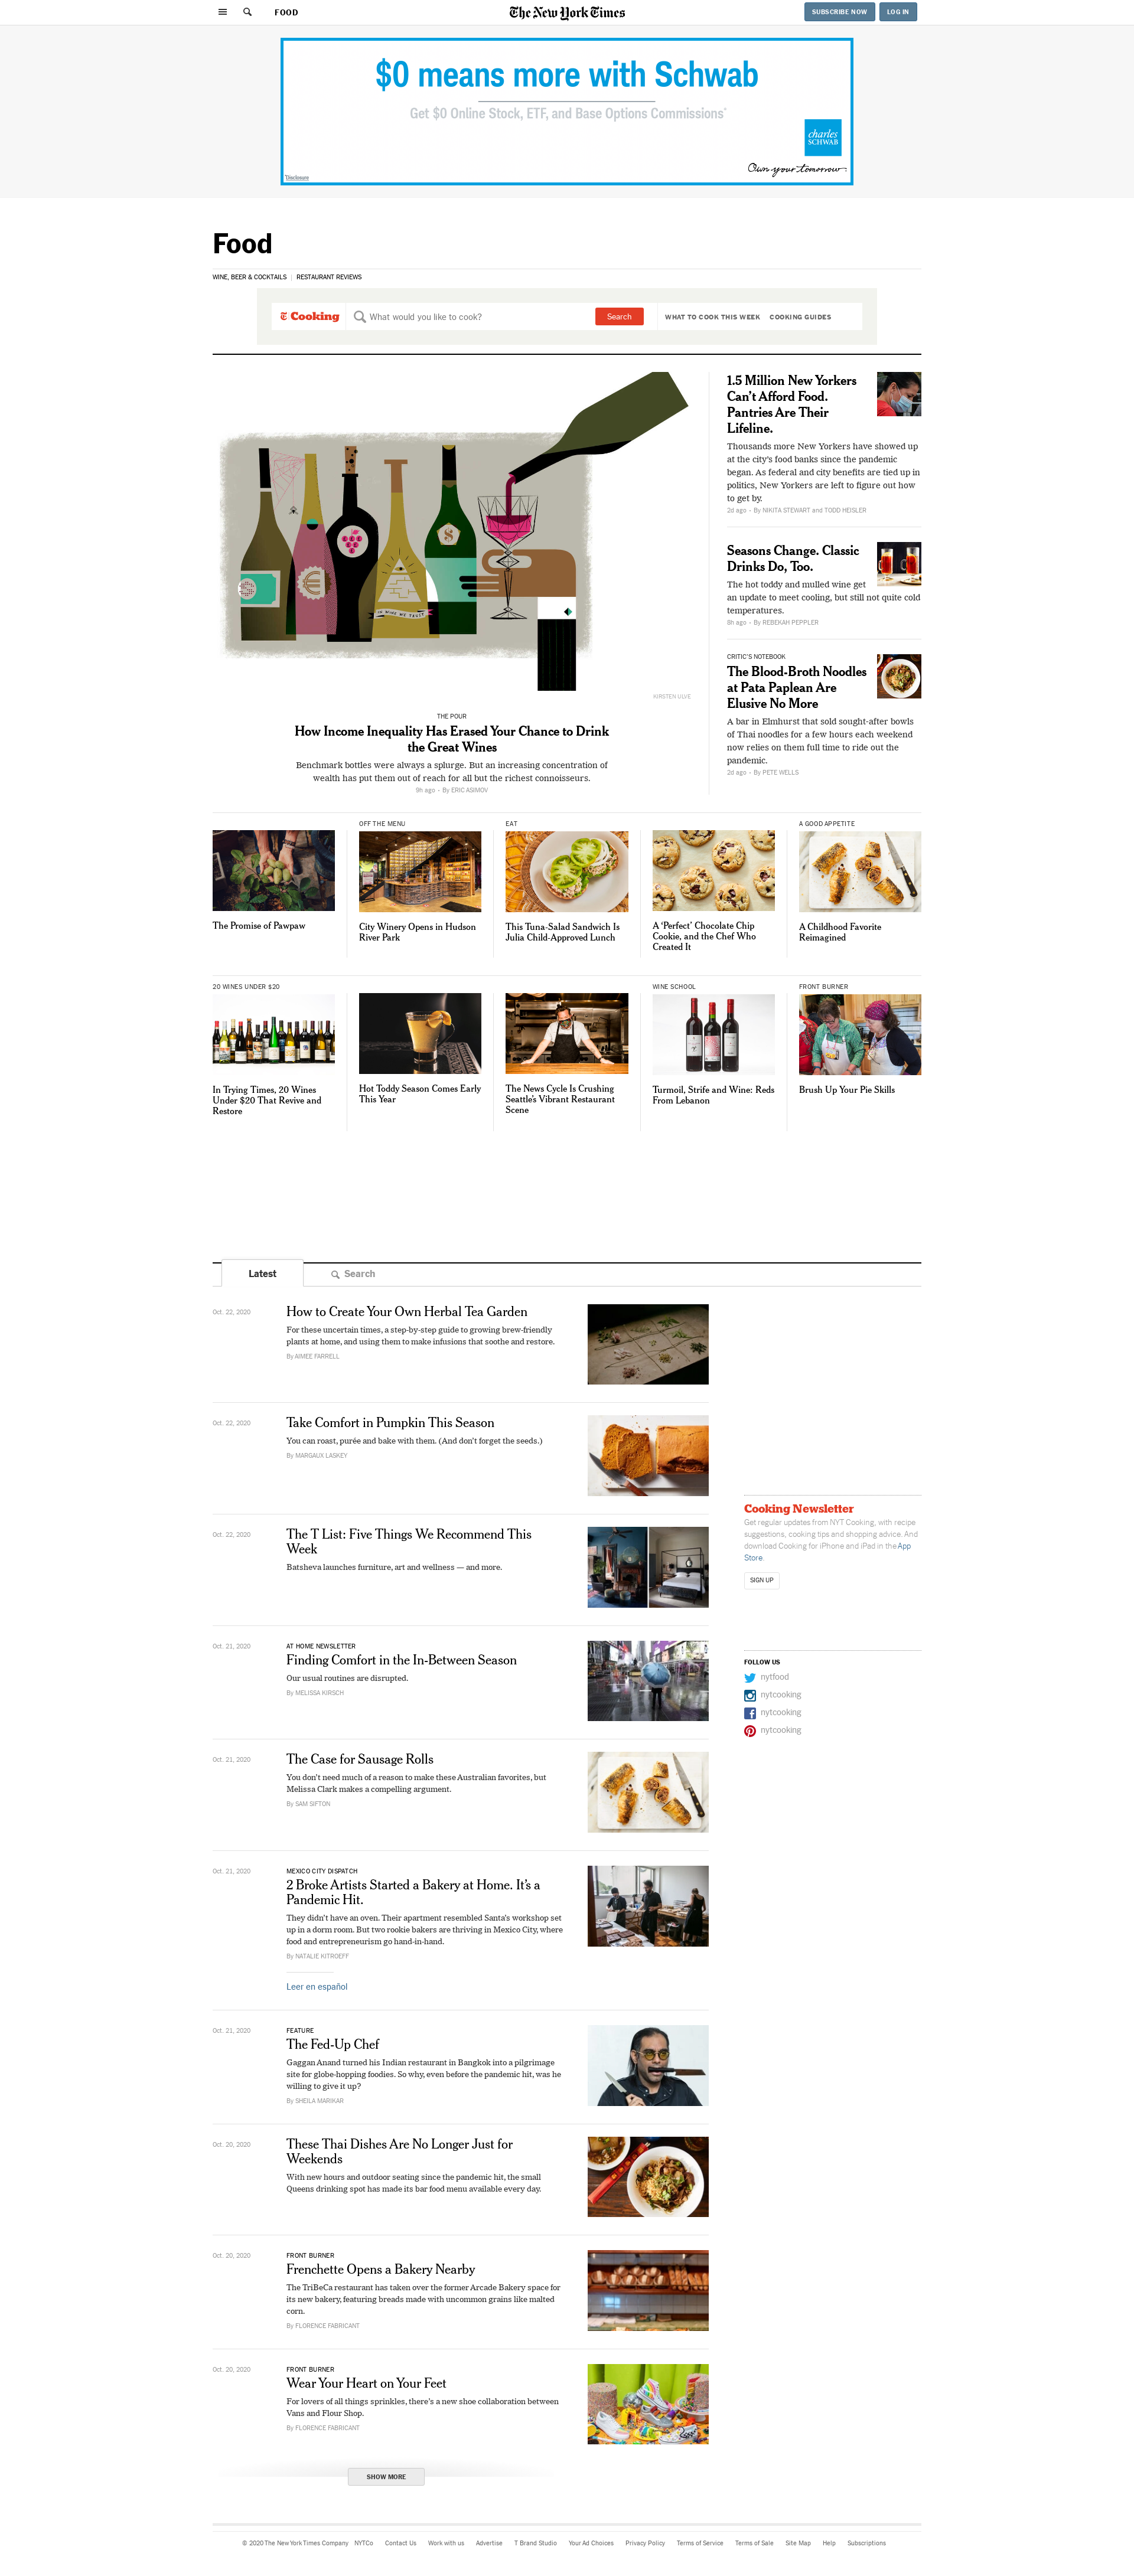 FOOD
The New York Times
SUBSCRIBE NOW
LOG IN
$0 means more with Schwab
Get $0 Online Stock, ETF, and Base Options Commissions*
charles
SCHWAB
Own your tomorrow
*Disclosure
Food
WINE, BEER & COCKTAILS | RESTAURANT REVIEWS
Cooking
What would you like to cook?
Search
WHAT TO COOK THIS WEEK
COOKING GUIDES
KIRSTEN ULVE
THE POUR
How Income Inequality Has Erased Your Chance to Drink
the Great Wines
Benchmark bottles were always a splurge. But an increasing concentration of
wealth has put them out of reach for all but the richest connoisseurs.
9h ago • By ERIC ASIMOV
1.5 Million New Yorkers
Can’t Afford Food.
Pantries Are Their
Lifeline.
Thousands more New Yorkers have showed up
at the city’s food banks since the pandemic
began. As federal and city benefits are tied up in
politics, New Yorkers are left to figure out how
to get by.
2d ago • By NIKITA STEWART and TODD HEISLER
Seasons Change. Classic
Drinks Do, Too.
The hot toddy and mulled wine get
an update to meet cooling, but still not quite cold
temperatures.
8h ago • By REBEKAH PEPPLER
CRITIC’S NOTEBOOK
The Blood-Broth Noodles
at Pata Paplean Are
Elusive No More
A bar in Elmhurst that sold sought-after bowls
of Thai noodles for a few hours each weekend
now relies on them full time to ride out the
pandemic.
2d ago • By PETE WELLS
The Promise of Pawpaw
OFF THE MENU
City Winery Opens in Hudson
River Park
EAT
This Tuna-Salad Sandwich Is
Julia Child-Approved Lunch
A ‘Perfect’ Chocolate Chip
Cookie, and the Chef Who
Created It
A GOOD APPETITE
A Childhood Favorite
Reimagined
20 WINES UNDER $20
In Trying Times, 20 Wines
Under $20 That Revive and
Restore
Hot Toddy Season Comes Early
This Year
The News Cycle Is Crushing
Seattle’s Vibrant Restaurant
Scene
WINE SCHOOL
Turmoil, Strife and Wine: Reds
From Lebanon
FRONT BURNER
Brush Up Your Pie Skills
Latest
Search
Oct. 22, 2020
How to Create Your Own Herbal Tea Garden
For these uncertain times, a step-by-step guide to growing brew-friendly
plants at home, and using them to make infusions that soothe and restore.
By AIMEE FARRELL
Oct. 22, 2020
Take Comfort in Pumpkin This Season
You can roast, purée and bake with them. (And don’t forget the seeds.)
By MARGAUX LASKEY
Oct. 22, 2020
The T List: Five Things We Recommend This
Week
Batsheva launches furniture, art and wellness — and more.
Oct. 21, 2020
AT HOME NEWSLETTER
Finding Comfort in the In-Between Season
Our usual routines are disrupted.
By MELISSA KIRSCH
Oct. 21, 2020
The Case for Sausage Rolls
You don’t need much of a reason to make these Australian favorites, but
Melissa Clark makes a compelling argument.
By SAM SIFTON
Oct. 21, 2020
MEXICO CITY DISPATCH
2 Broke Artists Started a Bakery at Home. It’s a
Pandemic Hit.
They didn’t have an oven. Their apartment resembled Santa’s workshop set
up in a dorm room. But two rookie bakers are thriving in Mexico City, where
food and entrepreneurism go hand-in-hand.
By NATALIE KITROEFF
Leer en español
Oct. 21, 2020
FEATURE
The Fed-Up Chef
Gaggan Anand turned his Indian restaurant in Bangkok into a pilgrimage
site for globe-hopping foodies. So why, even before the pandemic hit, was he
willing to give it up?
By SHEILA MARIKAR
Oct. 20, 2020
These Thai Dishes Are No Longer Just for
Weekends
With new hours and outdoor seating since the pandemic hit, the small
Queens drinking spot has made its bar food menu available every day.
Oct. 20, 2020
FRONT BURNER
Frenchette Opens a Bakery Nearby
The TriBeCa restaurant has taken over the former Arcade Bakery space for
its new bakery, featuring breads made with uncommon grains like malted
corn.
By FLORENCE FABRICANT
Oct. 20, 2020
FRONT BURNER
Wear Your Heart on Your Feet
For lovers of all things sprinkles, there’s a new shoe collaboration between
Vans and Flour Shop.
By FLORENCE FABRICANT
SHOW MORE
Cooking Newsletter
Get regular updates from NYT Cooking, with recipe
suggestions, cooking tips and shopping advice. And
download Cooking for iPhone and iPad in the App
Store.
SIGN UP
FOLLOW US
nytfood
nytcooking
nytcooking
nytcooking
© 2020 The New York Times Company NYTCo Contact Us Work with us Advertise T Brand Studio Your Ad Choices Privacy Policy Terms of Service Terms of Sale Site Map Help Subscriptions